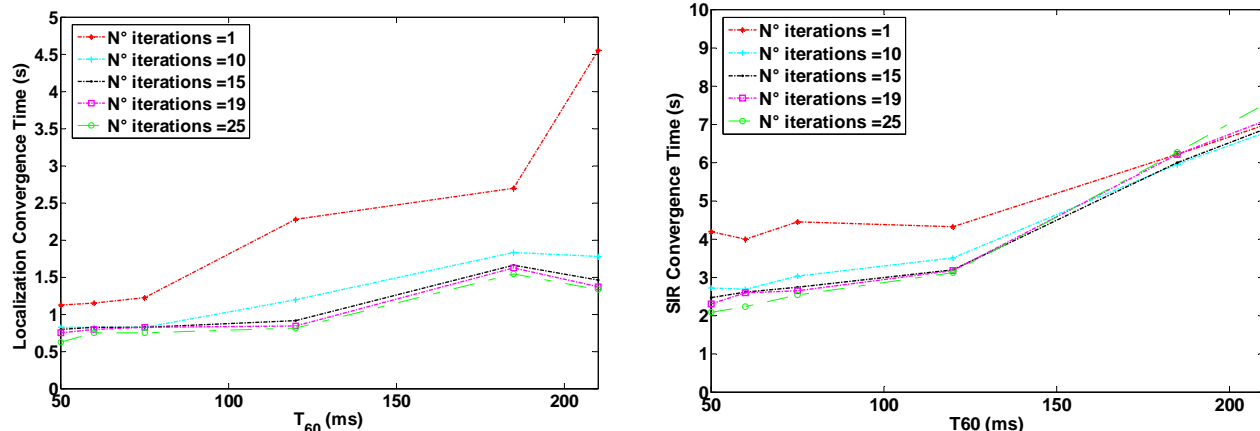 5
4.5
4
3.5
3
2.5
2
1.5
1
0.5
0
Localization Convergence Time (s)
N° iterations =1
N° iterations =10
N° iterations =15
N° iterations =19
N° iterations =25
50
100
150
200
T60 (ms)
10
9
8
7
6
5
4
3
2
1
0
SIR Convergence Time (s)
N° iterations =1
N° iterations =10
N° iterations =15
N° iterations =19
N° iterations =25
50
100
150
200
T60 (ms)